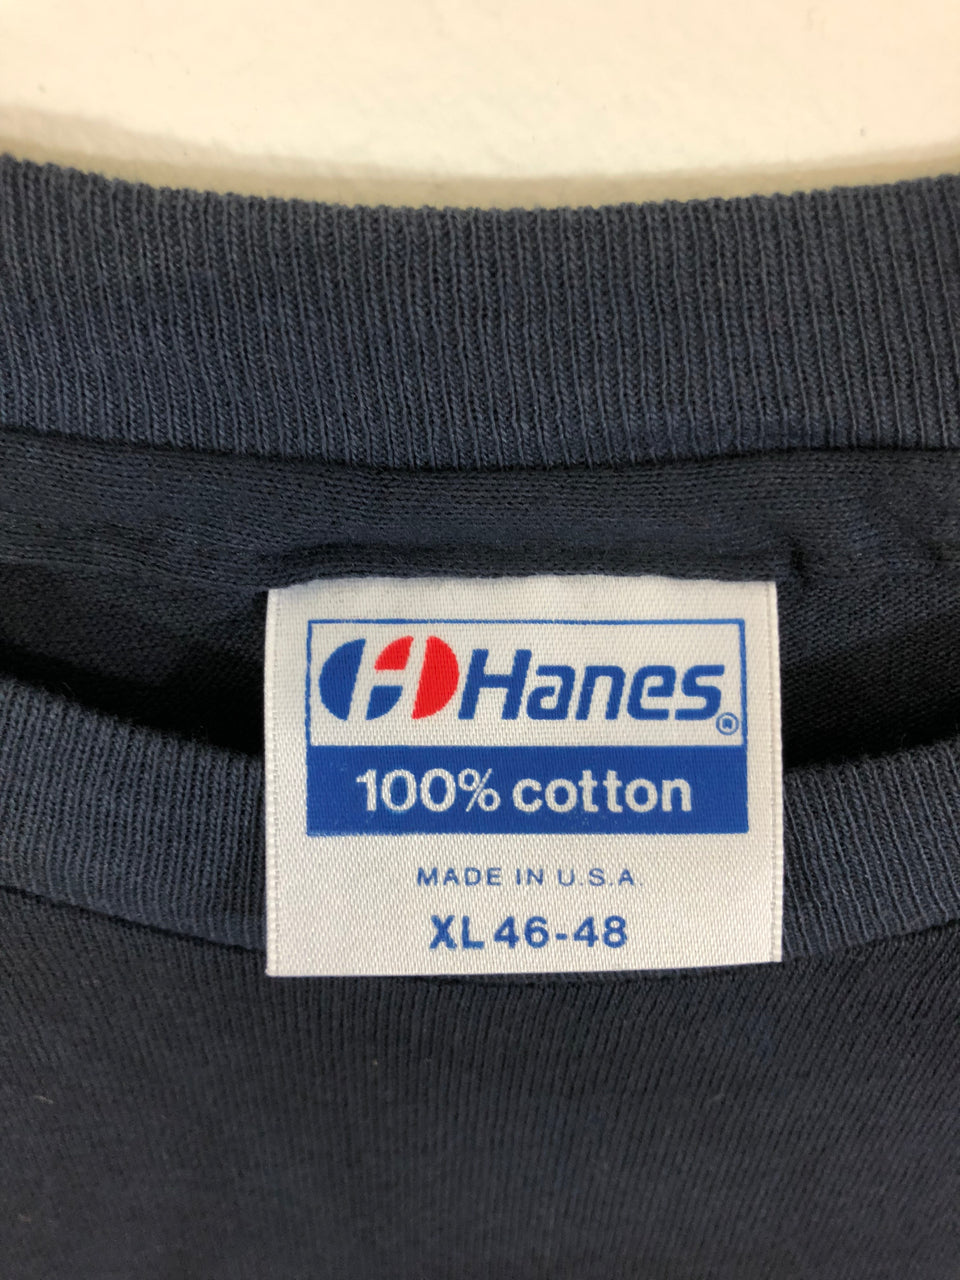 Hanes®
100% cotton
MADE IN U.S.A.
XL 46-48